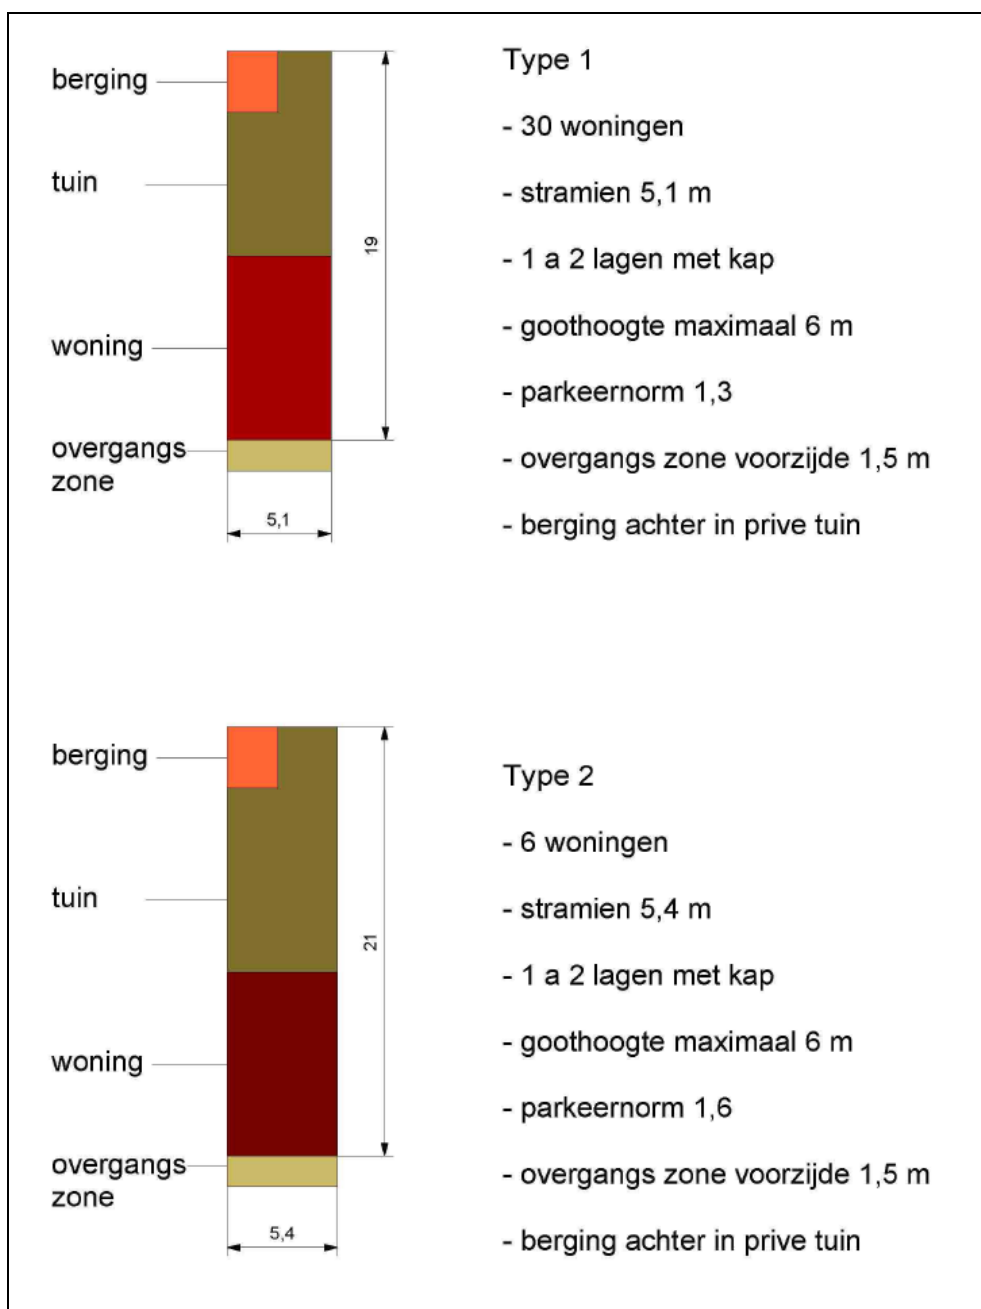 berging
tuin
woning
overgangs
zone
19
5,1
Type 1
- 30 woningen
- stramien 5,1 m
- 1 a 2 lagen met kap
- goothoogte maximaal 6 m
- parkeernorm 1,3
- overgangs zone voorzijde 1,5 m
- berging achter in prive tuin
berging
tuin
woning
overgangs
zone
21
5,4
Type 2
- 6 woningen
- stramien 5,4 m
- 1 a 2 lagen met kap
- goothoogte maximaal 6 m
- parkeernorm 1,6
- overgangs zone voorzijde 1,5 m
- berging achter in prive tuin